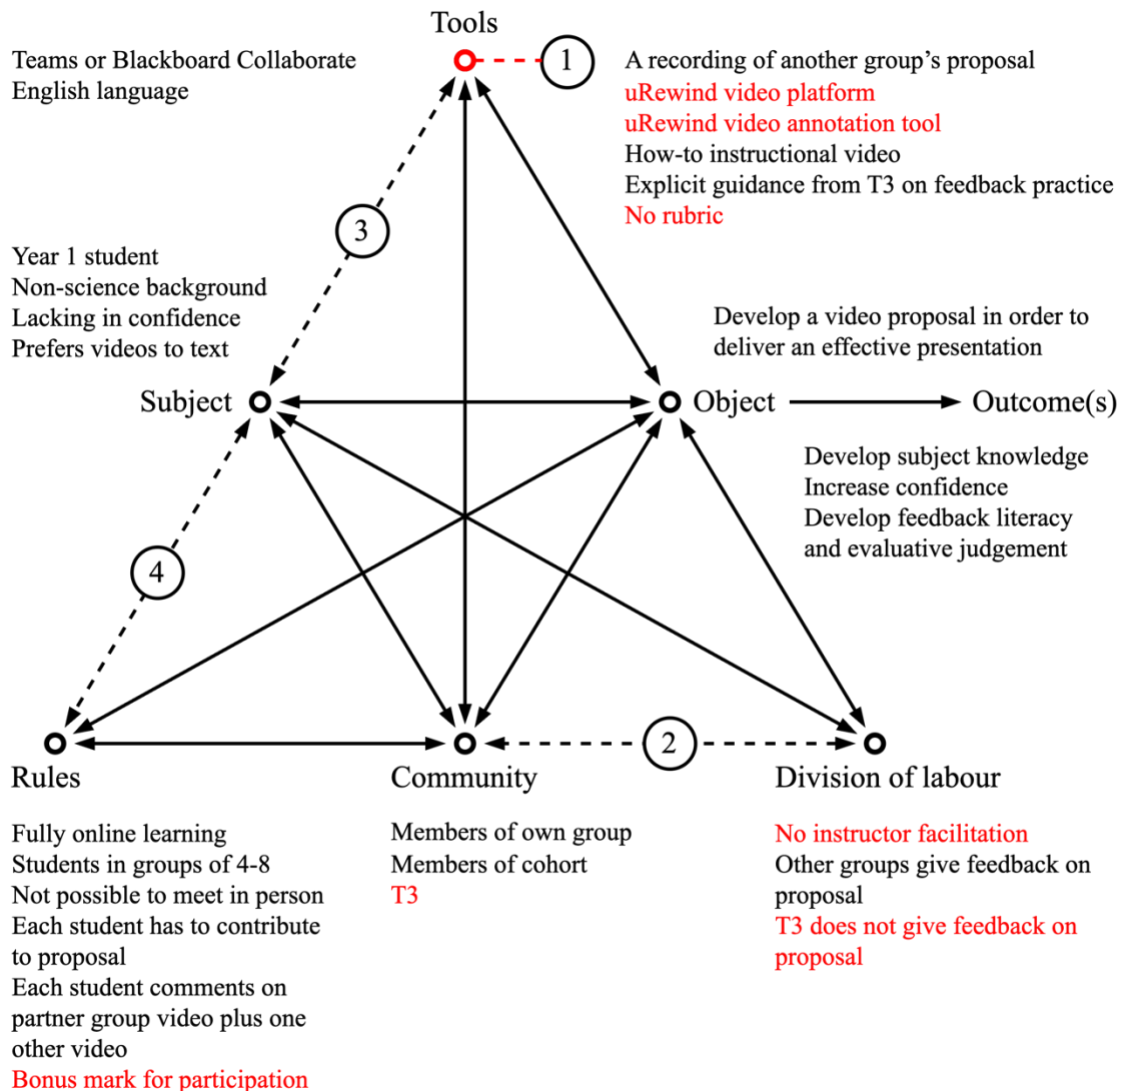 Tools
Teams or Blackboard Collaborate
English language
1
A recording of another group's proposal
uRewind video platform
uRewind video annotation tool
How-to instructional video
Explicit guidance from T3 on feedback practice
No rubric
3
Year 1 student
Non-science background
Lacking in confidence
Prefers videos to text
Develop a video proposal in order to
deliver an effective presentation
Subject
Object
Outcome(s)
Develop subject knowledge
Increase confidence
Develop feedback literacy
and evaluative judgement
4
2
Rules
Fully online learning
Students in groups of 4-8
Not possible to meet in person
Each student has to contribute
to proposal
Each student comments on
partner group video plus one
other video
Bonus mark for participation
Community
Members of own group
Members of cohort
T3
Division of labour
No instructor facilitation
Other groups give feedback on
proposal
T3 does not give feedback on
proposal